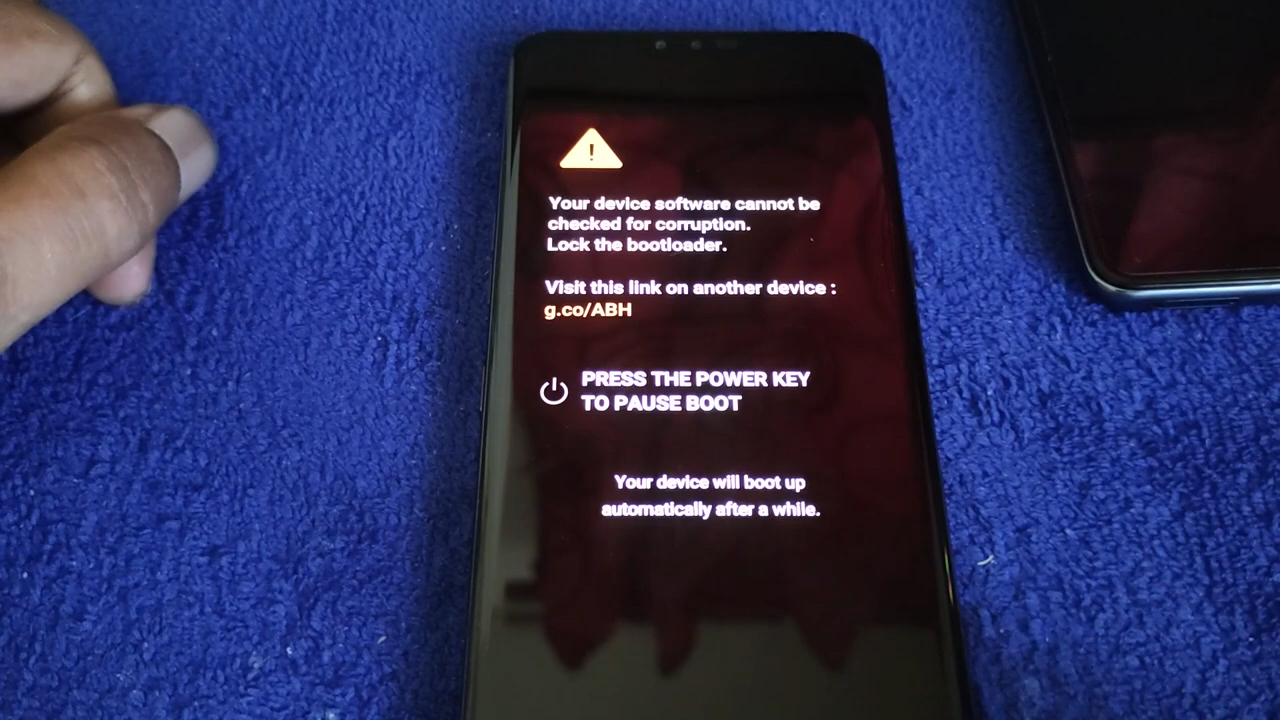 Your device software cannot be
checked for corruption.
Lock the bootloader.
Visit this link on another device :
g.co/ABH
PRESS THE POWER KEY
TO PAUSE BOOT
Your device will boot up
automatically after a while.